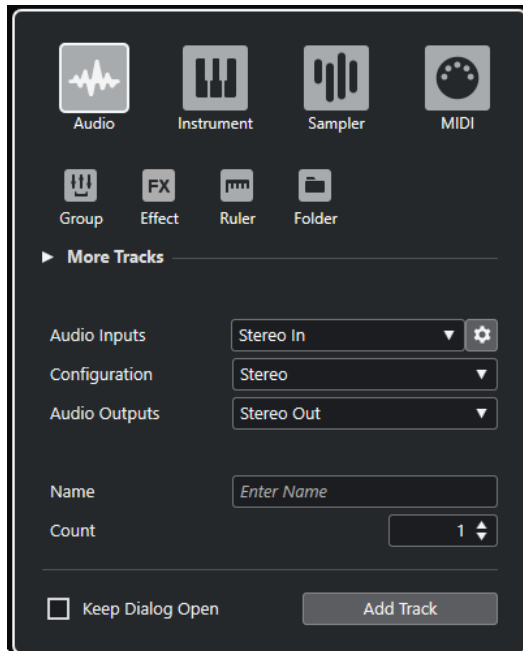 Audio Instrument Sampler MIDI
FX
Group Effect Ruler Folder
More Tracks
Audio Inputs Stereo In
Configuration Stereo
Audio Outputs Stereo Out
Name Enter Name
Count 1
Keep Dialog Open Add Track